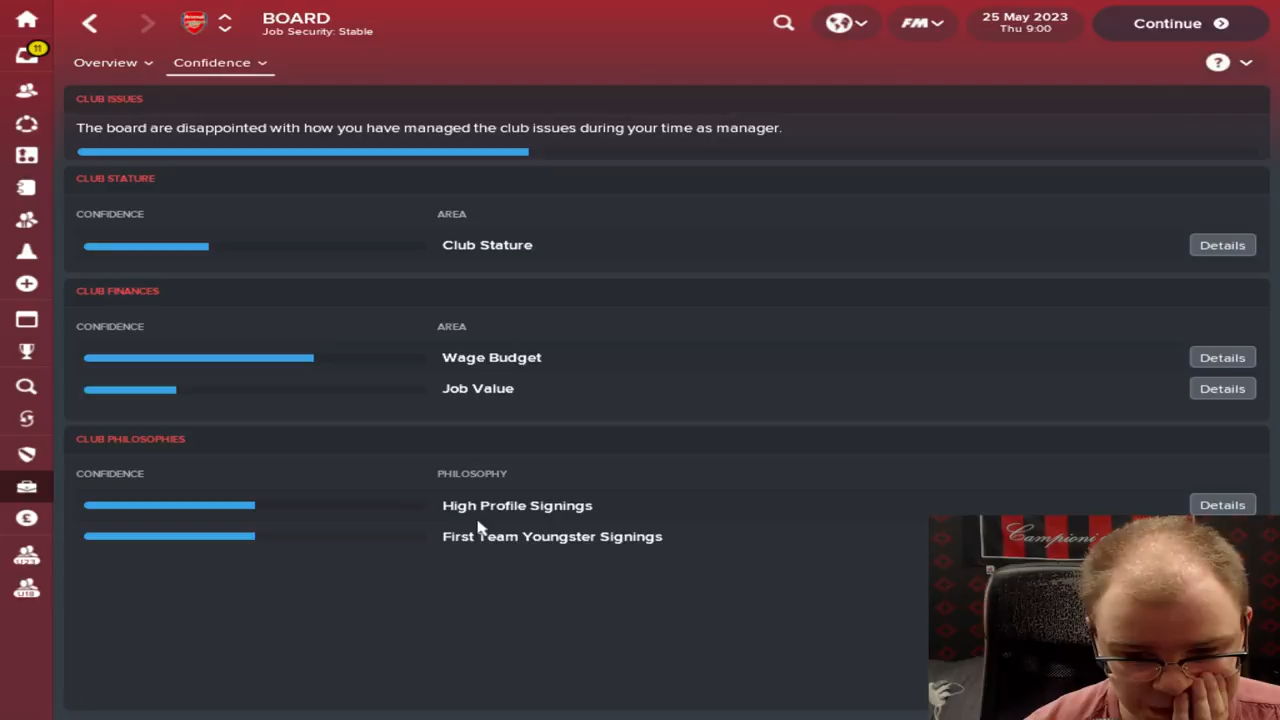 BOARD
Job Security: Stable
FM
25 May 2023
Thu 9:00
Continue
11
Overview
Confidence
?
CLUB ISSUES
The board are disappointed with how you have managed the club issues during your time as manager.
CLUB STATURE
CONFIDENCE AREA
Club Stature Details
CLUB FINANCES
CONFIDENCE AREA
Wage Budget Details
Job Value Details
CLUB PHILOSOPHIES
CONFIDENCE PHILOSOPHY
High Profile Signings Details
First Team Youngster Signings
Campioni
£
U23
U18